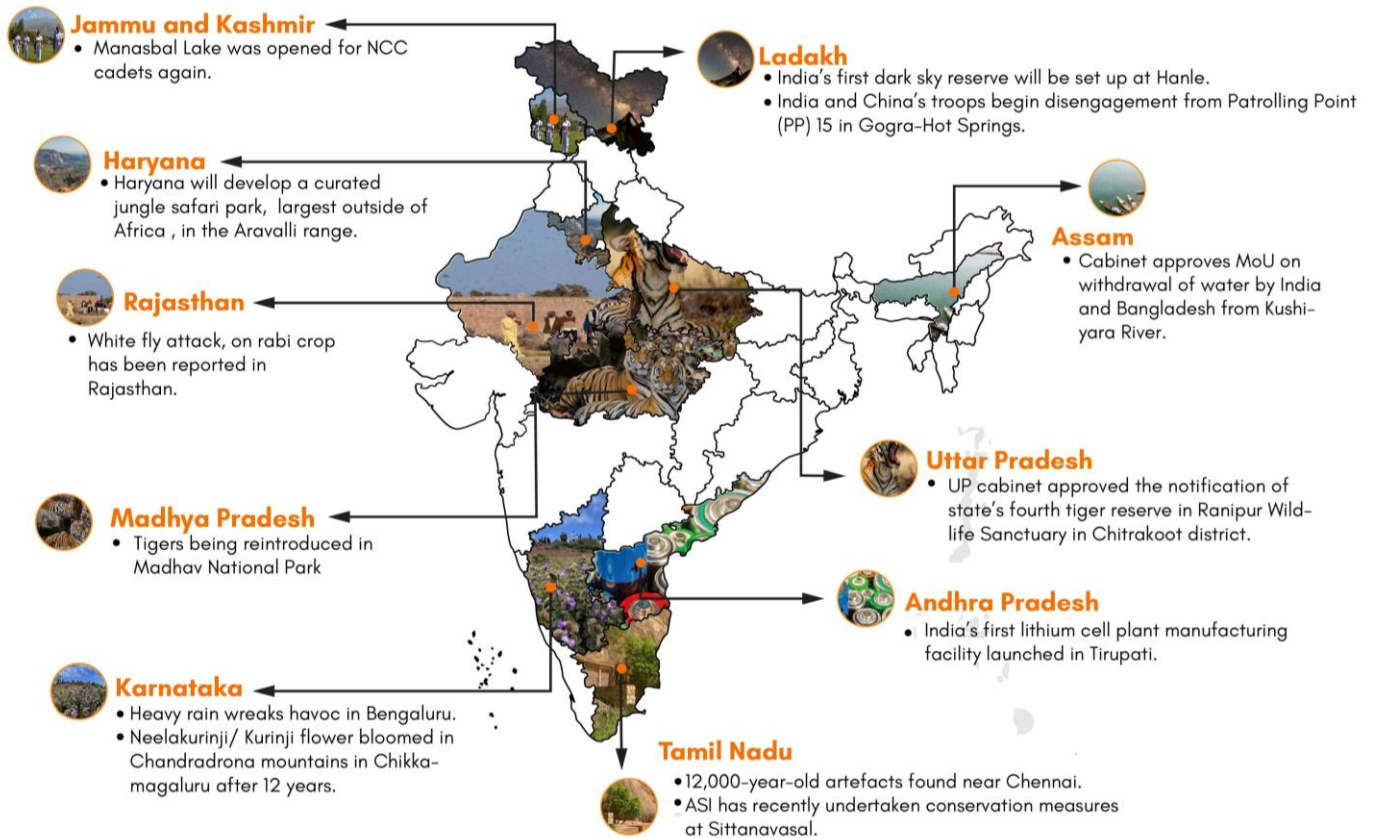 Jammu and Kashmir
• Manasbal Lake was opened for NCC
cadets again.
Ladakh
• India's first dark sky reserve will be set up at Hanle.
• India and China's troops begin disengagement from Patrolling Point
(PP) 15 in Gogra-Hot Springs.
Haryana
• Haryana will develop a curated
jungle safari park, largest outside of
Africa , in the Aravalli range.
Assam
• Cabinet approves MoU on
withdrawal of water by India
and Bangladesh from Kushi-
yara River.
Rajasthan
• White fly attack, on rabi crop
has been reported in
Rajasthan.
Uttar Pradesh
• UP cabinet approved the notification of
state's fourth tiger reserve in Ranipur Wild-
life Sanctuary in Chitrakoot district.
Madhya Pradesh
• Tigers being reintroduced in
Madhav National Park
Andhra Pradesh
• India's first lithium cell plant manufacturing
facility launched in Tirupati.
Karnataka
• Heavy rain wreaks havoc in Bengaluru.
• Neelakurinji/ Kurinji flower bloomed in
Chandradrona mountains in Chikka-
magaluru after 12 years.
Tamil Nadu
• 12,000-year-old artefacts found near Chennai.
• ASI has recently undertaken conservation measures
at Sittanavasal.